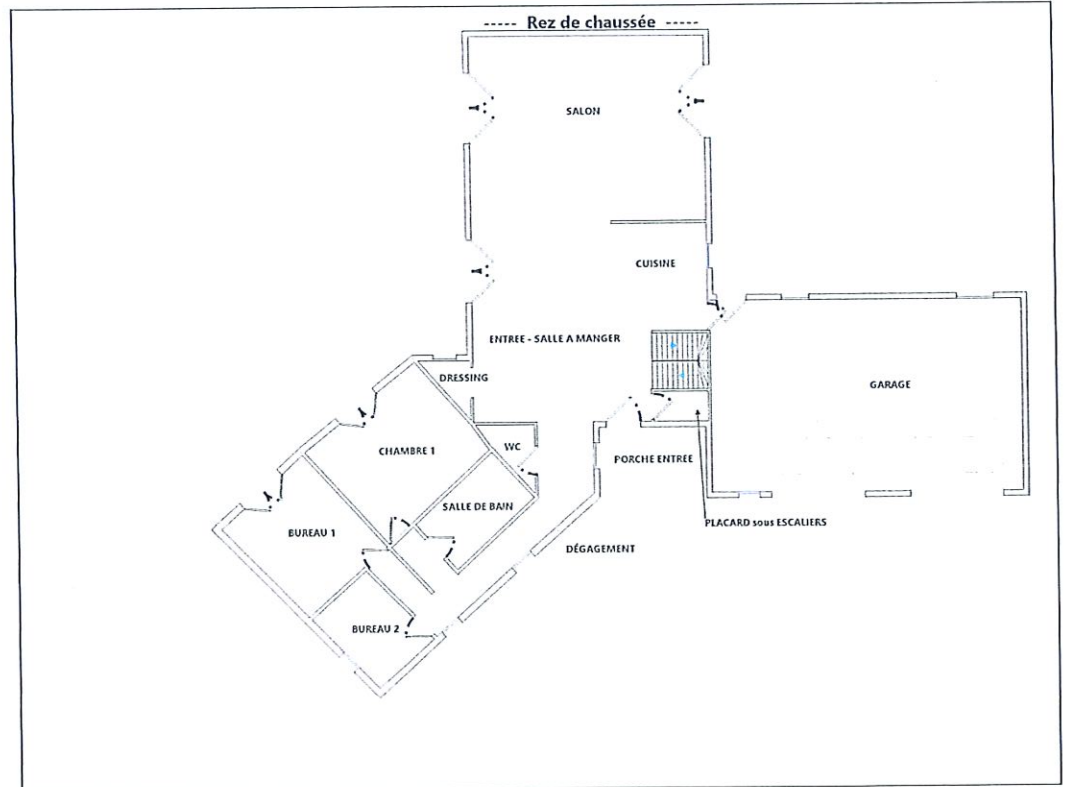 ----- Rez de chaussée -----
SALON
CUISINE
ENTREE - SALLE A MANGER
DRESSING
GARAGE
CHAMBRE 1
WC
PORCHE ENTREE
SALLE DE BAIN
PLACARD sous ESCALIERS
BUREAU 1
DÉGAGEMENT
BUREAU 2